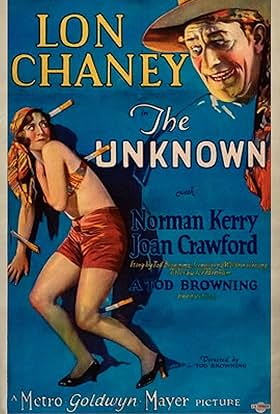 LON
CHANEY
in
The
UNKNOWN
with
Norman Kerry
Joan Crawford
A TOD BROWNING
PRODUCTION
Directed by
TOD BROWNING
A Metro Goldwyn Mayer PICTURE